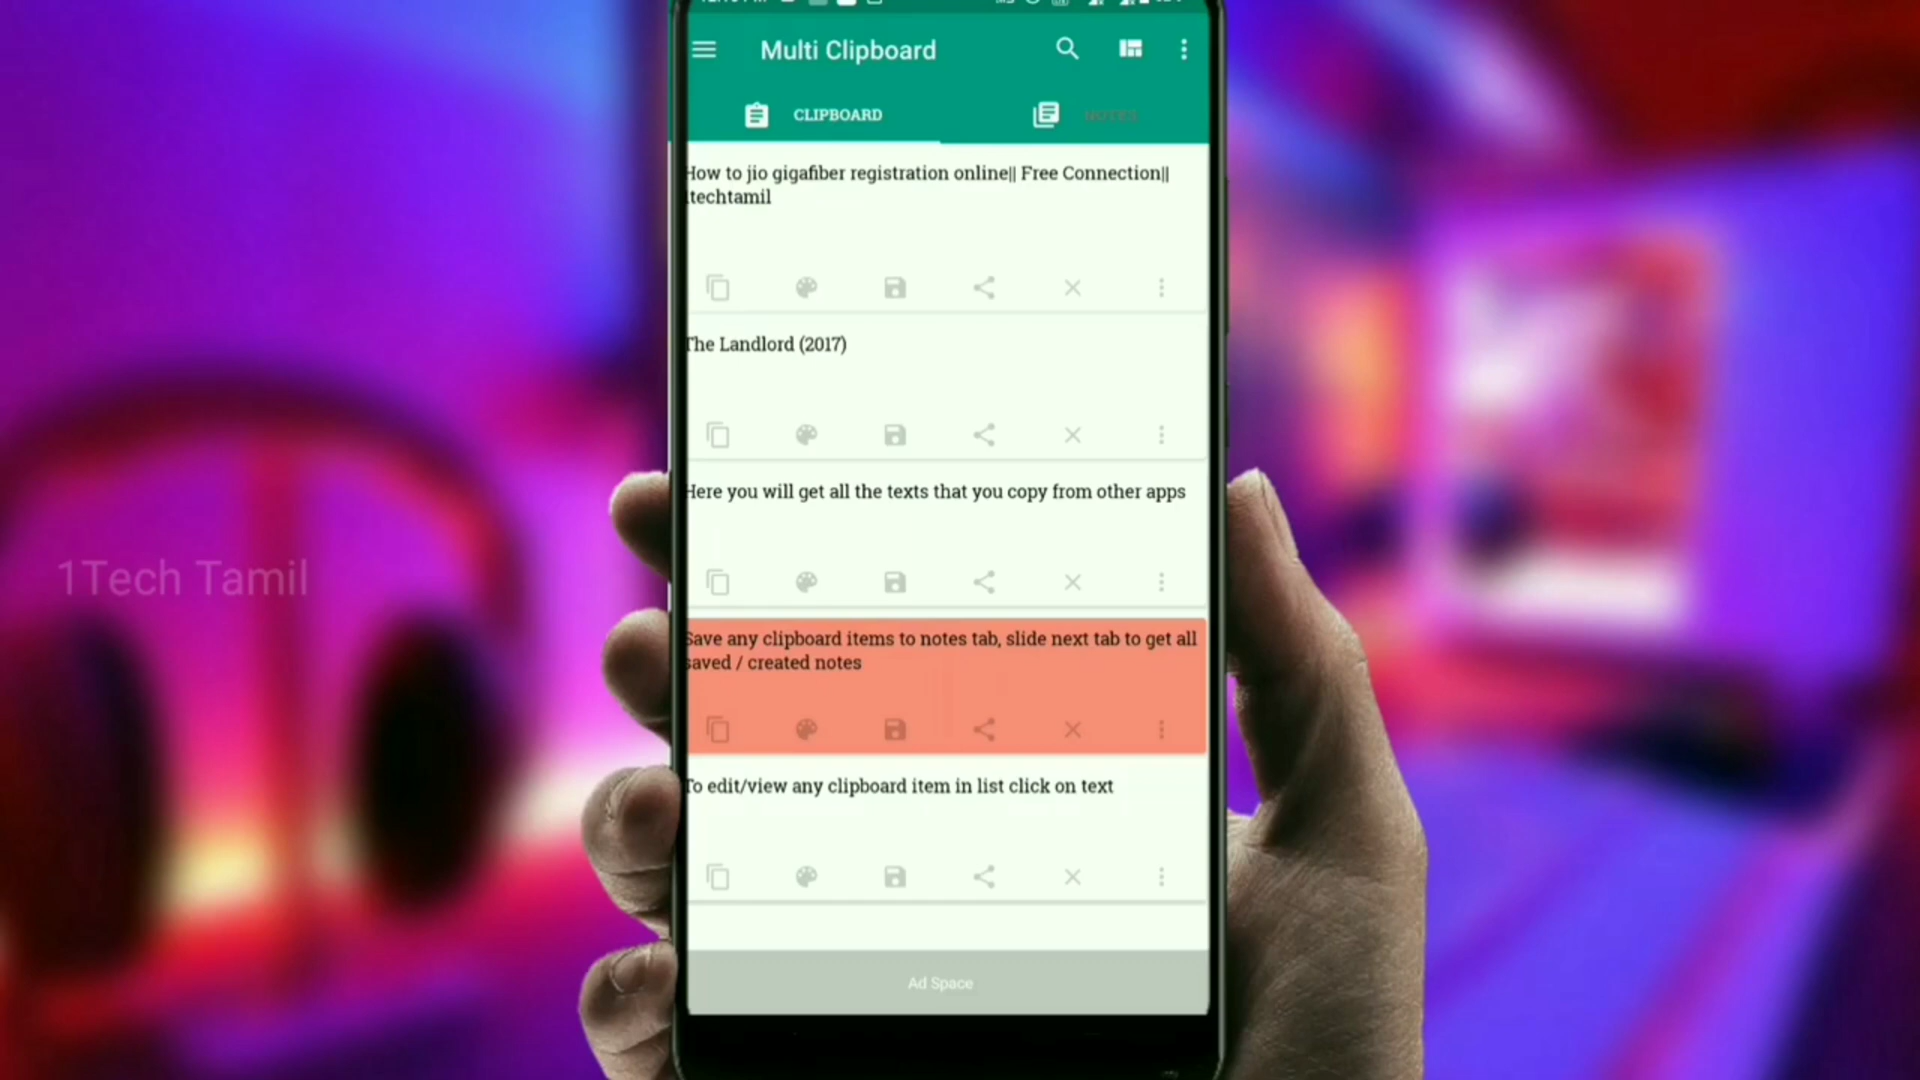 Multi Clipboard
CLIPBOARD
NOTES
How to jio gigafiber registration online|| Free Connection||
1techtamil
The Landlord (2017)
Here you will get all the texts that you copy from other apps
Save any clipboard items to notes tab, slide next tab to get all
saved / created notes
To edit/view any clipboard item in list click on text
Ad Space
1Tech Tamil